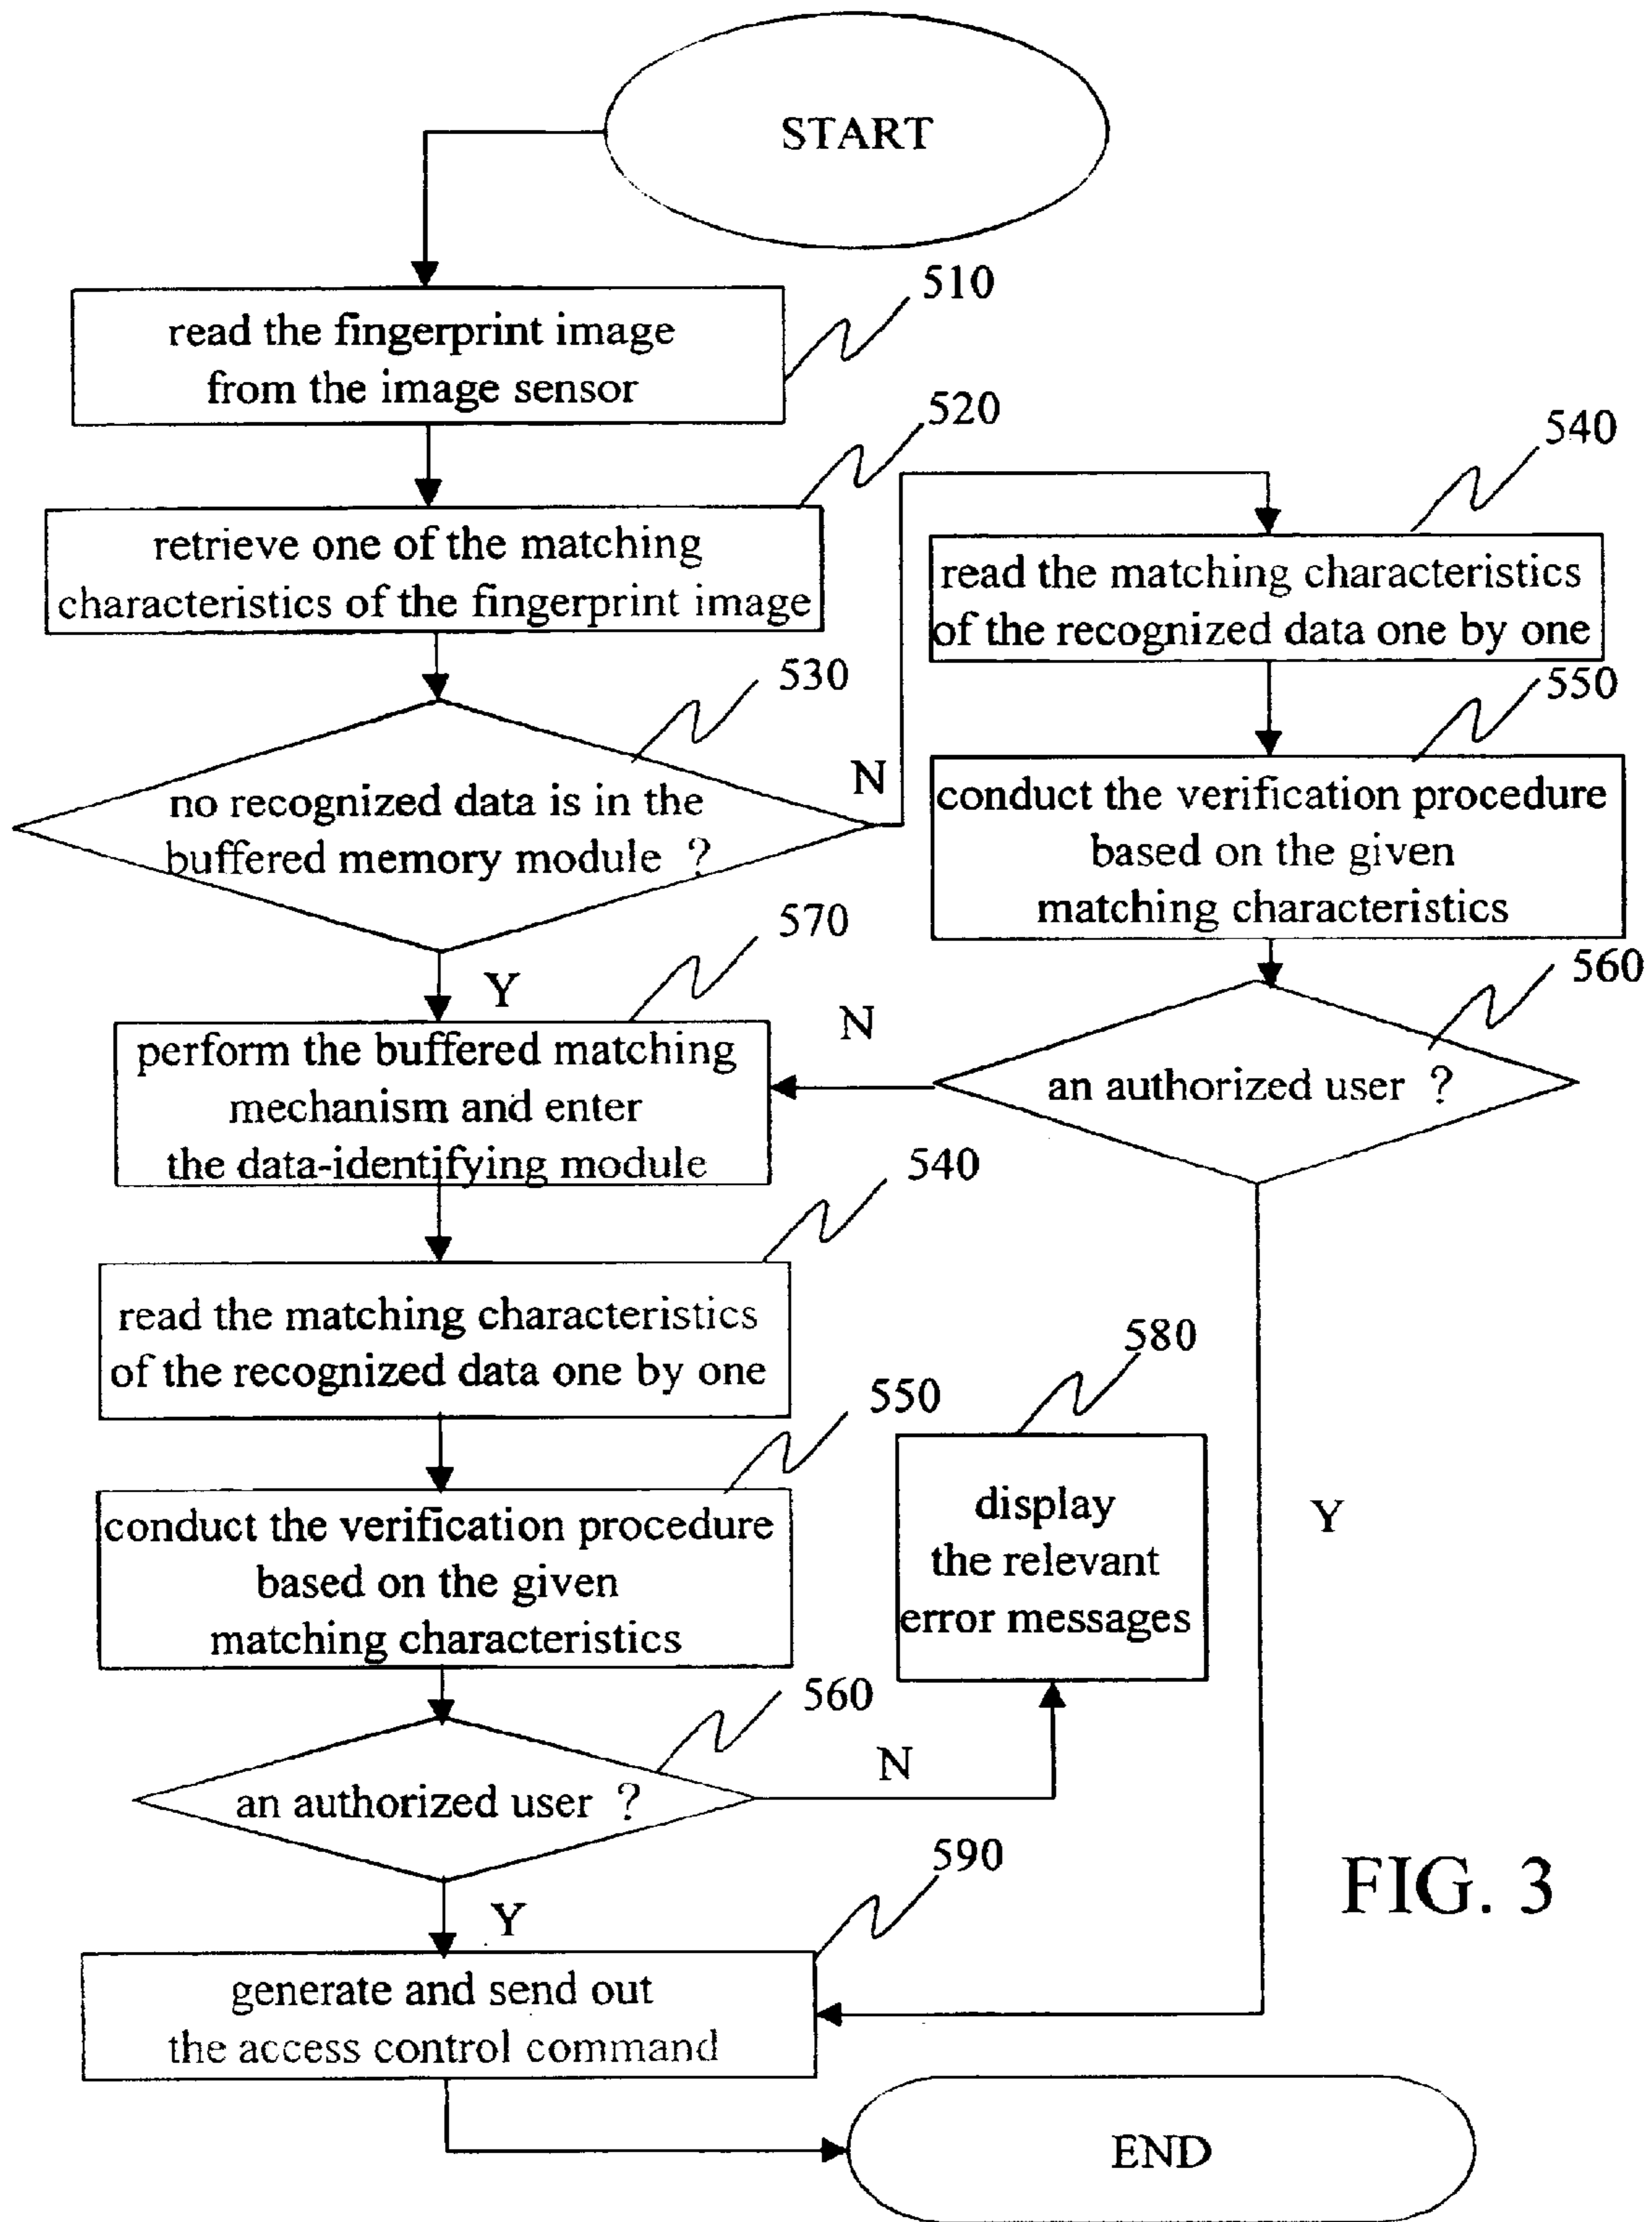 START
510
read the fingerprint image
from the image sensor
520
retrieve one of the matching
characteristics of the fingerprint image
530
no recognized data is in the
buffered memory module ?
N
Y
540
read the matching characteristics
of the recognized data one by one
550
conduct the verification procedure
based on the given
matching characteristics
560
an authorized user ?
N
Y
570
perform the buffered matching
mechanism and enter
the data-identifying module
540
read the matching characteristics
of the recognized data one by one
550
conduct the verification procedure
based on the given
matching characteristics
580
display
the relevant
error messages
560
an authorized user ?
N
Y
590
generate and send out
the access control command
END
FIG. 3